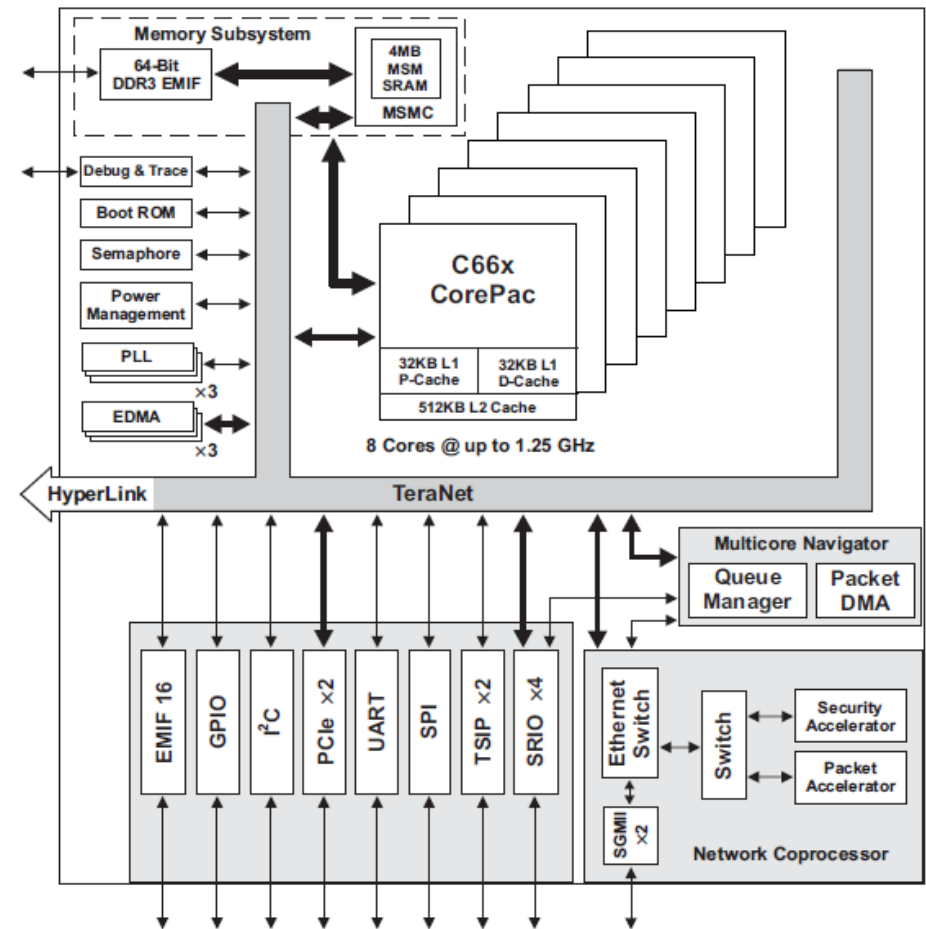 Memory Subsystem
64-Bit
DDR3 EMIF
4MB
MSM
SRAM
MSMC
Debug & Trace
Boot ROM
Semaphore
Power
Management
PLL
×3
EDMA
×3
C66x
CorePac
32KB L1
P-Cache
32KB L1
D-Cache
512KB L2 Cache
8 Cores @ up to 1.25 GHz
HyperLink
TeraNet
Multicore Navigator
Queue
Manager
Packet
DMA
EMIF 16
GPIO
I²C
PCIe ×2
UART
SPI
TSIP ×2
SRIO ×4
Ethernet
Switch
Switch
Security
Accelerator
Packet
Accelerator
SGMII
×2
Network Coprocessor